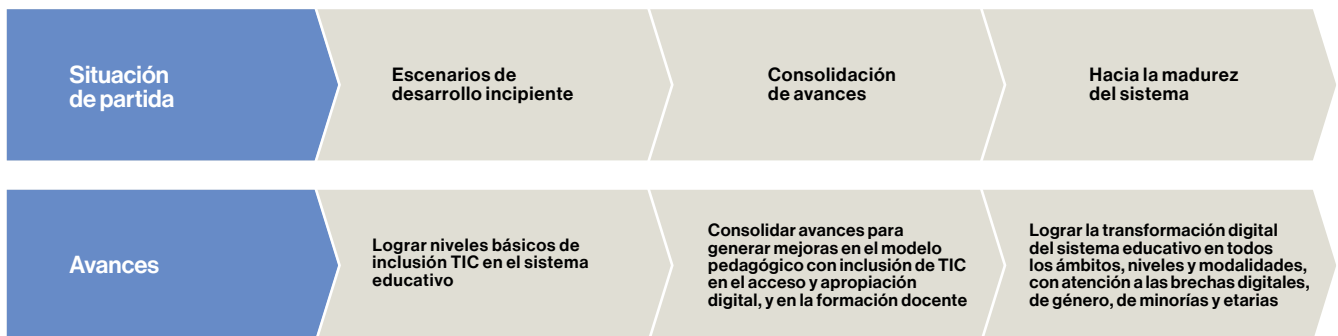 Situación
de partida
Escenarios de
desarrollo incipiente
Consolidación
de avances
Hacia la madurez
del sistema
Avances
Lograr niveles básicos de
inclusión TIC en el sistema
educativo
Consolidar avances para
generar mejoras en el modelo
pedagógico con inclusión de TIC
en el acceso y apropiación
digital, y en la formación docente
Lograr la transformación digital
del sistema educativo en todos
los ámbitos, niveles y modalidades,
con atención a las brechas digitales,
de género, de minorías y etarias